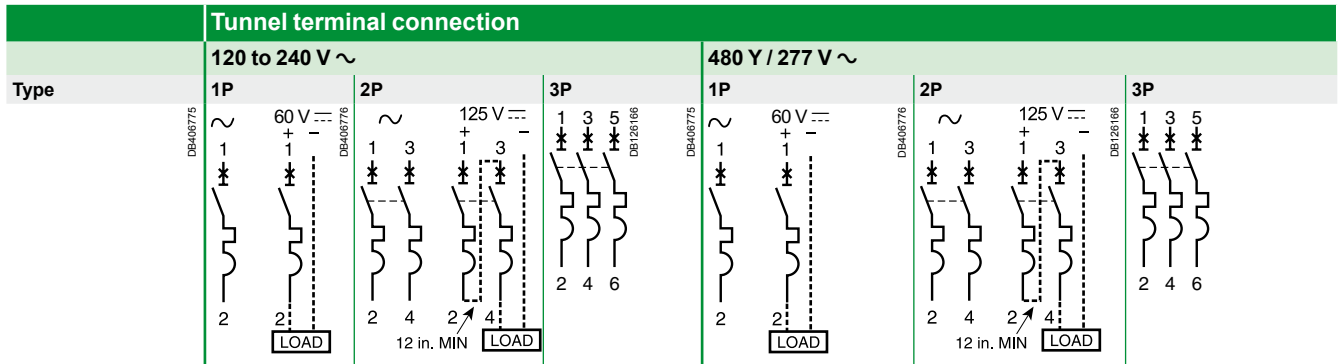 Tunnel terminal connection
120 to 240 V ~ 480 Y / 277 V ~
Type 1P 2P 3P 1P 2P 3P
DB406775 ~ 60 V ⎓ + − 1 1 2 2 LOAD
DB406776 ~ 125 V ⎓ + − 1 3 1 3 2 4 2 4 12 in. MIN LOAD
DB126166 1 3 5 2 4 6
DB406775 ~ 60 V ⎓ + − 1 1 2 2 LOAD
DB406776 ~ 125 V ⎓ + − 1 3 1 3 2 4 2 4 12 in. MIN LOAD
DB126166 1 3 5 2 4 6